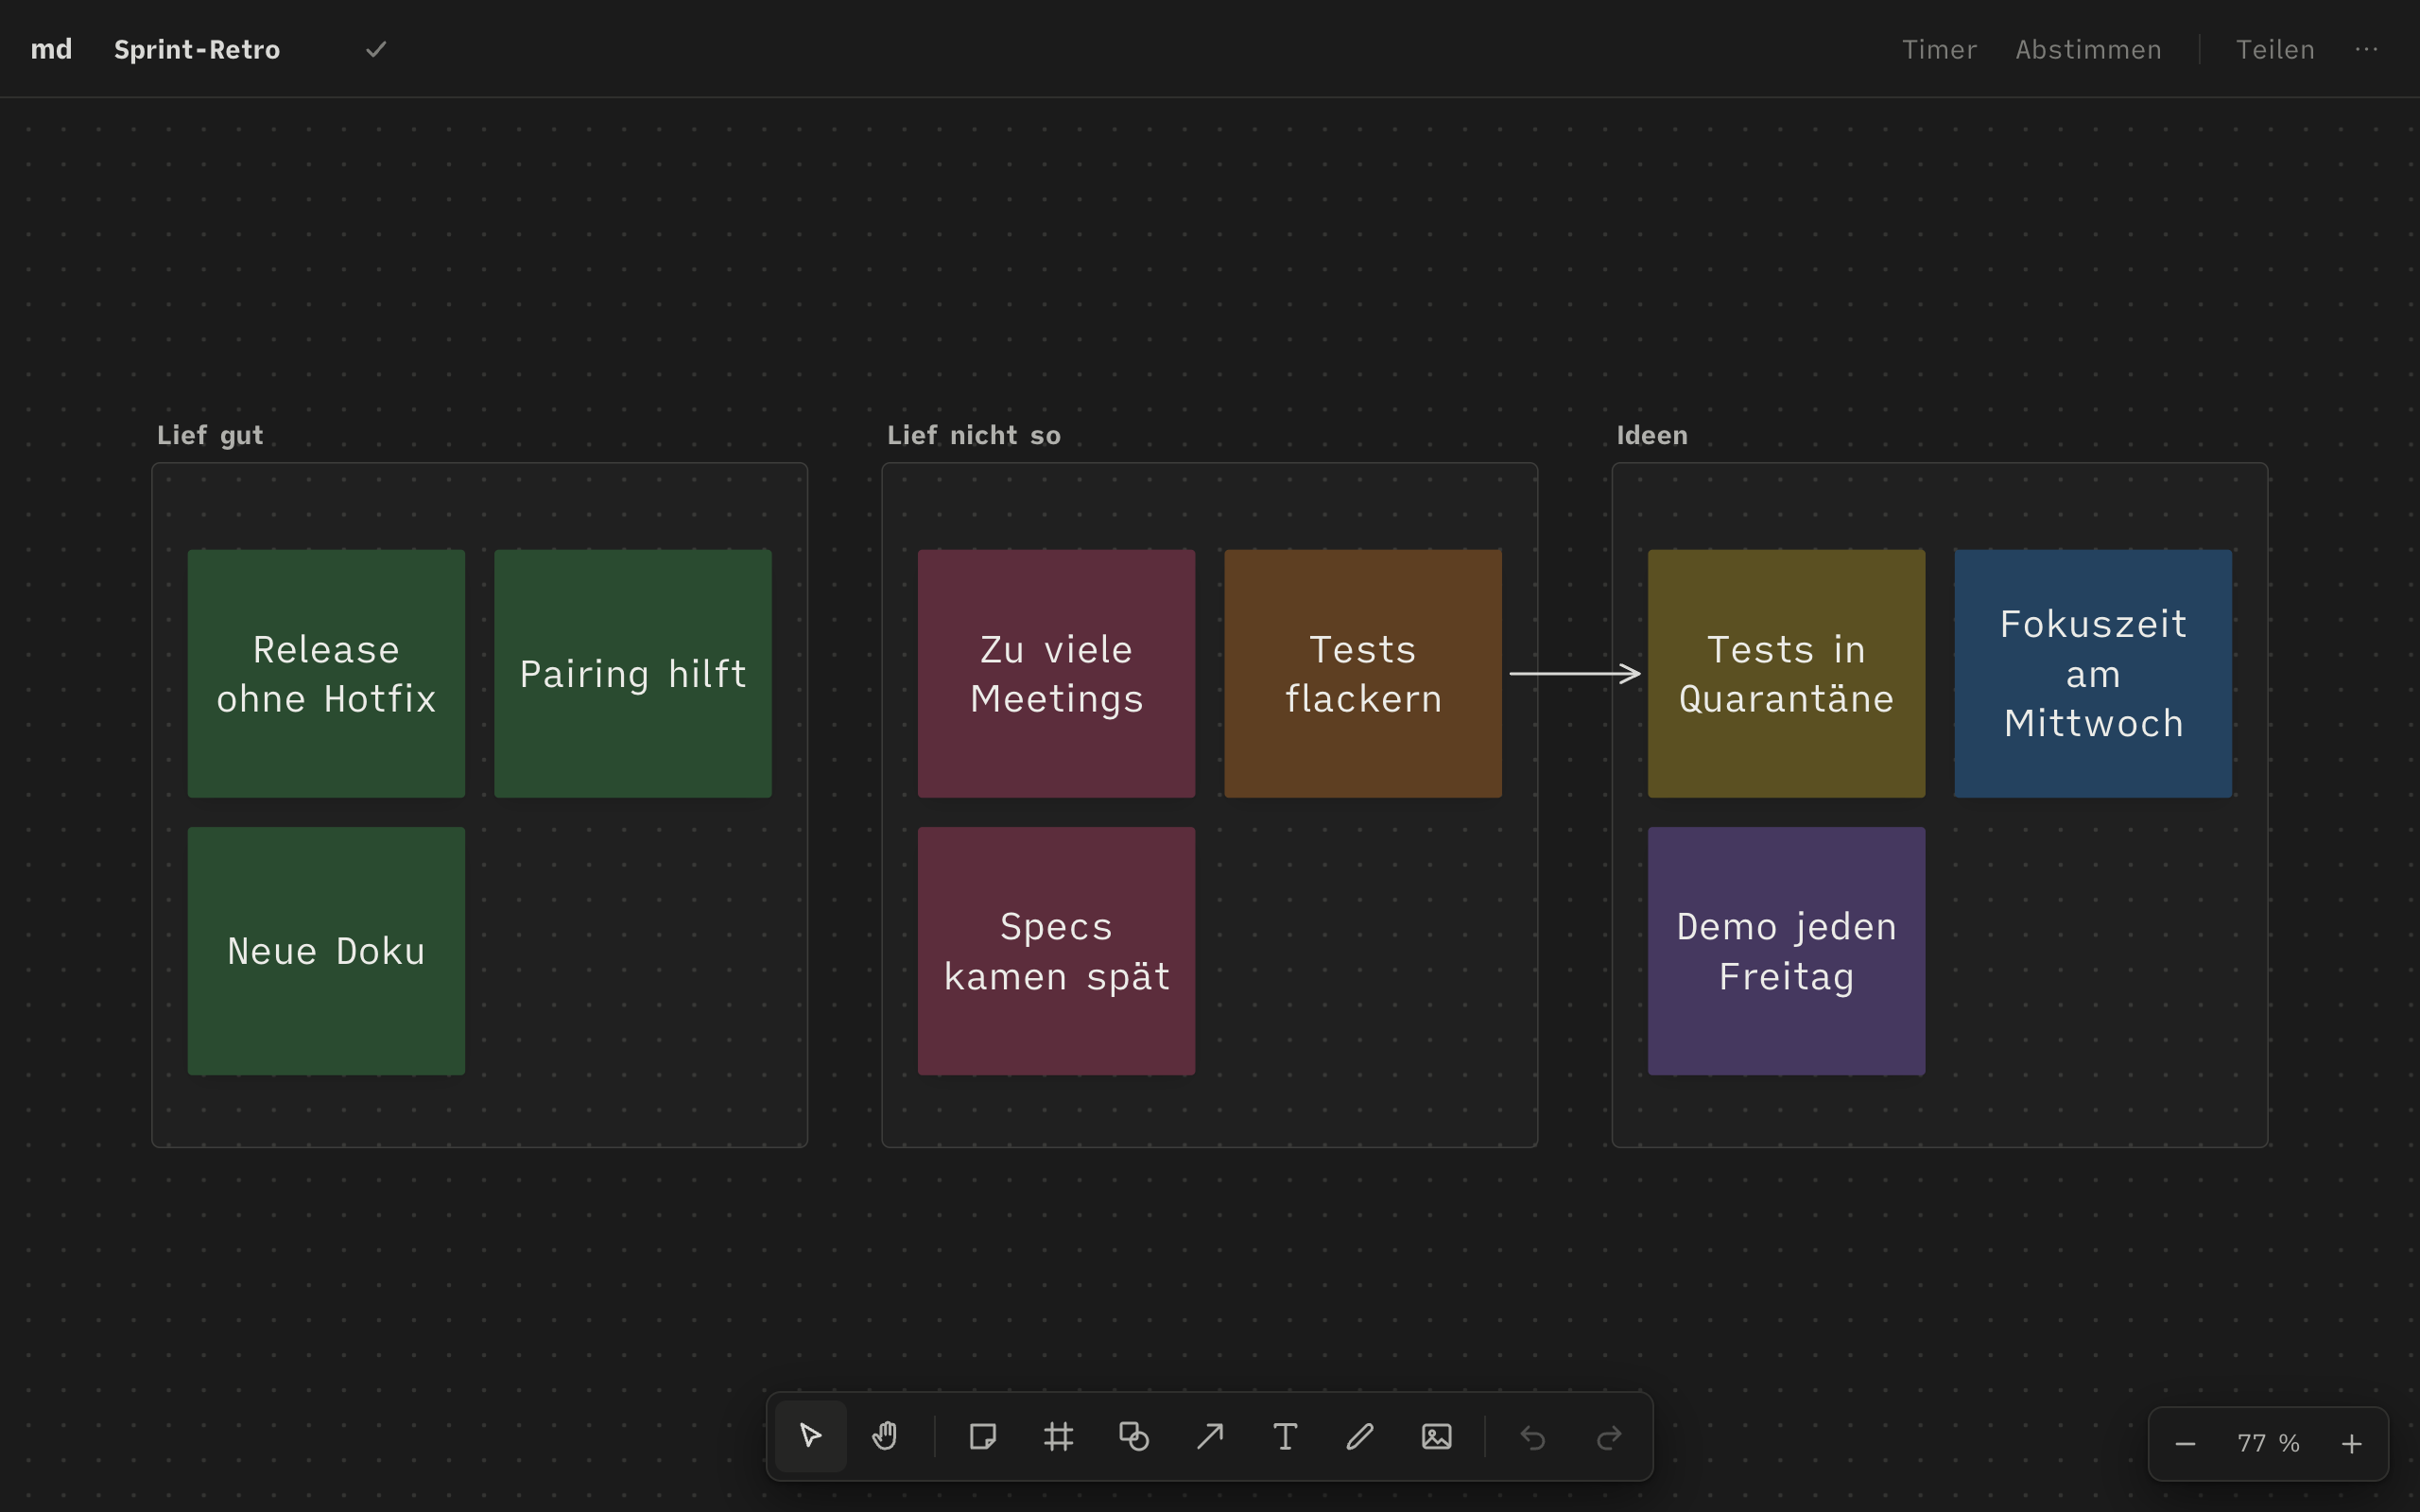 md Sprint-Retro Timer Abstimmen Teilen ···
Lief gut
Release
ohne Hotfix
Pairing hilft
Neue Doku
Lief nicht so
Zu viele
Meetings
Tests
flackern
Specs
kamen spät
Ideen
Tests in
Quarantäne
Fokuszeit
am
Mittwoch
Demo jeden
Freitag
77 %